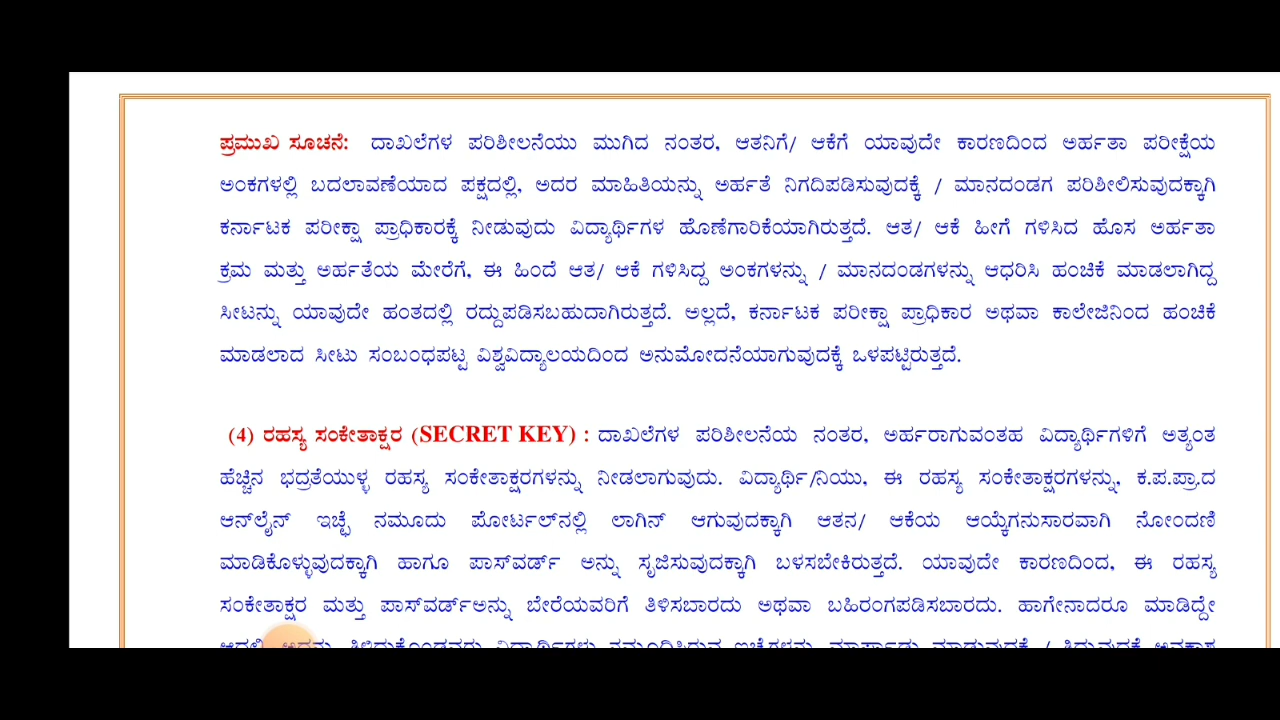 ಪ್ರಮುಖ ಸೂಚನೆ: ದಾಖಲೆಗಳ ಪರಿಶೀಲನೆಯು ಮುಗಿದ ನಂತರ, ಆತನಿಗೆ/ ಆಕೆಗೆ ಯಾವುದೇ ಕಾರಣದಿಂದ ಅರ್ಹತಾ ಪರೀಕ್ಷೆಯ
ಅಂಕಗಳಲ್ಲಿ ಬದಲಾವಣೆಯಾದ ಪಕ್ಷದಲ್ಲಿ, ಅದರ ಮಾಹಿತಿಯನ್ನು ಅರ್ಹತೆ ನಿಗದಿಪಡಿಸುವುದಕ್ಕೆ / ಮಾನದಂಡಗ ಪರಿಶೀಲಿಸುವುದಕ್ಕಾಗಿ
ಕರ್ನಾಟಕ ಪರೀಕ್ಷಾ ಪ್ರಾಧಿಕಾರಕ್ಕೆ ನೀಡುವುದು ವಿದ್ಯಾರ್ಥಿಗಳ ಹೊಣೆಗಾರಿಕೆಯಾಗಿರುತ್ತದೆ. ಆತ/ ಆಕೆ ಹೀಗೆ ಗಳಿಸಿದ ಹೊಸ ಅರ್ಹತಾ
ಕ್ರಮ ಮತ್ತು ಅರ್ಹತೆಯ ಮೇರೆಗೆ, ಈ ಹಿಂದೆ ಆತ/ ಆಕೆ ಗಳಿಸಿದ್ದ ಅಂಕಗಳನ್ನು / ಮಾನದಂಡಗಳನ್ನು ಆಧರಿಸಿ ಹಂಚಿಕೆ ಮಾಡಲಾಗಿದ್ದ
ಸೀಟನ್ನು ಯಾವುದೇ ಹಂತದಲ್ಲಿ ರದ್ದುಪಡಿಸಬಹುದಾಗಿರುತ್ತದೆ. ಅಲ್ಲದೆ, ಕರ್ನಾಟಕ ಪರೀಕ್ಷಾ ಪ್ರಾಧಿಕಾರ ಅಥವಾ ಕಾಲೇಜಿನಿಂದ ಹಂಚಿಕೆ
ಮಾಡಲಾದ ಸೀಟು ಸಂಬಂಧಪಟ್ಟ ವಿಶ್ವವಿದ್ಯಾಲಯದಿಂದ ಅನುಮೋದನೆಯಾಗುವುದಕ್ಕೆ ಒಳಪಟ್ಟಿರುತ್ತದೆ.
(4) ರಹಸ್ಯ ಸಂಕೇತಾಕ್ಷರ (SECRET KEY) : ದಾಖಲೆಗಳ ಪರಿಶೀಲನೆಯ ನಂತರ, ಅರ್ಹರಾಗುವಂತಹ ವಿದ್ಯಾರ್ಥಿಗಳಿಗೆ ಅತ್ಯಂತ
ಹೆಚ್ಚಿನ ಭದ್ರತೆಯುಳ್ಳ ರಹಸ್ಯ ಸಂಕೇತಾಕ್ಷರಗಳನ್ನು ನೀಡಲಾಗುವುದು. ವಿದ್ಯಾರ್ಥಿ/ನಿಯು, ಈ ರಹಸ್ಯ ಸಂಕೇತಾಕ್ಷರಗಳನ್ನು, ಕ.ಪ.ಪ್ರಾ.ದ
ಆನ್‌ಲೈನ್ ಇಚ್ಛೆ ನಮೂದು ಪೋರ್ಟಲ್‌ನಲ್ಲಿ ಲಾಗಿನ್ ಆಗುವುದಕ್ಕಾಗಿ ಆತನ/ ಆಕೆಯ ಆಯ್ಕೆಗನುಸಾರವಾಗಿ ನೋಂದಣಿ
ಮಾಡಿಕೊಳ್ಳುವುದಕ್ಕಾಗಿ ಹಾಗೂ ಪಾಸ್‌ವರ್ಡ್ ಅನ್ನು ಸೃಜಿಸುವುದಕ್ಕಾಗಿ ಬಳಸಬೇಕಿರುತ್ತದೆ. ಯಾವುದೇ ಕಾರಣದಿಂದ, ಈ ರಹಸ್ಯ
ಸಂಕೇತಾಕ್ಷರ ಮತ್ತು ಪಾಸ್‌ವರ್ಡ್‌ಅನ್ನು ಬೇರೆಯವರಿಗೆ ತಿಳಿಸಬಾರದು ಅಥವಾ ಬಹಿರಂಗಪಡಿಸಬಾರದು. ಹಾಗೇನಾದರೂ ಮಾಡಿದ್ದೇ